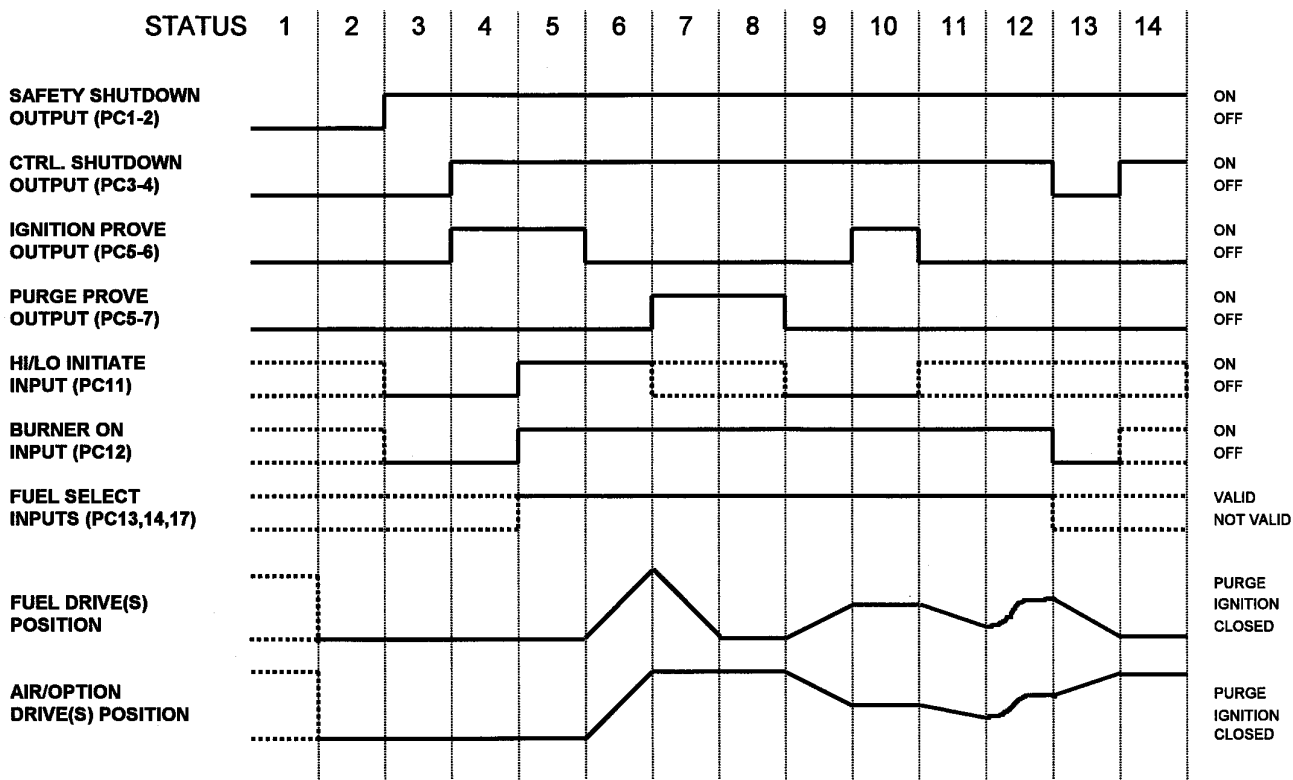 STATUS 1 2 3 4 5 6 7 8 9 10 11 12 13 14
SAFETY SHUTDOWN
OUTPUT (PC1-2)
ON
OFF
CTRL. SHUTDOWN
OUTPUT (PC3-4)
ON
OFF
IGNITION PROVE
OUTPUT (PC5-6)
ON
OFF
PURGE PROVE
OUTPUT (PC5-7)
ON
OFF
HI/LO INITIATE
INPUT (PC11)
ON
OFF
BURNER ON
INPUT (PC12)
ON
OFF
FUEL SELECT
INPUTS (PC13,14,17)
VALID
NOT VALID
FUEL DRIVE(S)
POSITION
PURGE
IGNITION
CLOSED
AIR/OPTION
DRIVE(S) POSITION
PURGE
IGNITION
CLOSED